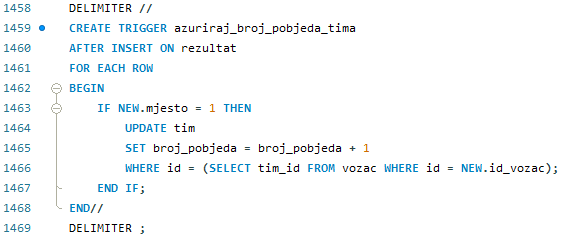 1458 DELIMITER //
1459 CREATE TRIGGER azuriraj_broj_pobjeda_tima
1460 AFTER INSERT ON rezultat
1461 FOR EACH ROW
1462 BEGIN
1463 IF NEW.mjesto = 1 THEN
1464 UPDATE tim
1465 SET broj_pobjeda = broj_pobjeda + 1
1466 WHERE id = (SELECT tim_id FROM vozac WHERE id = NEW.id_vozac);
1467 END IF;
1468 END//
1469 DELIMITER ;